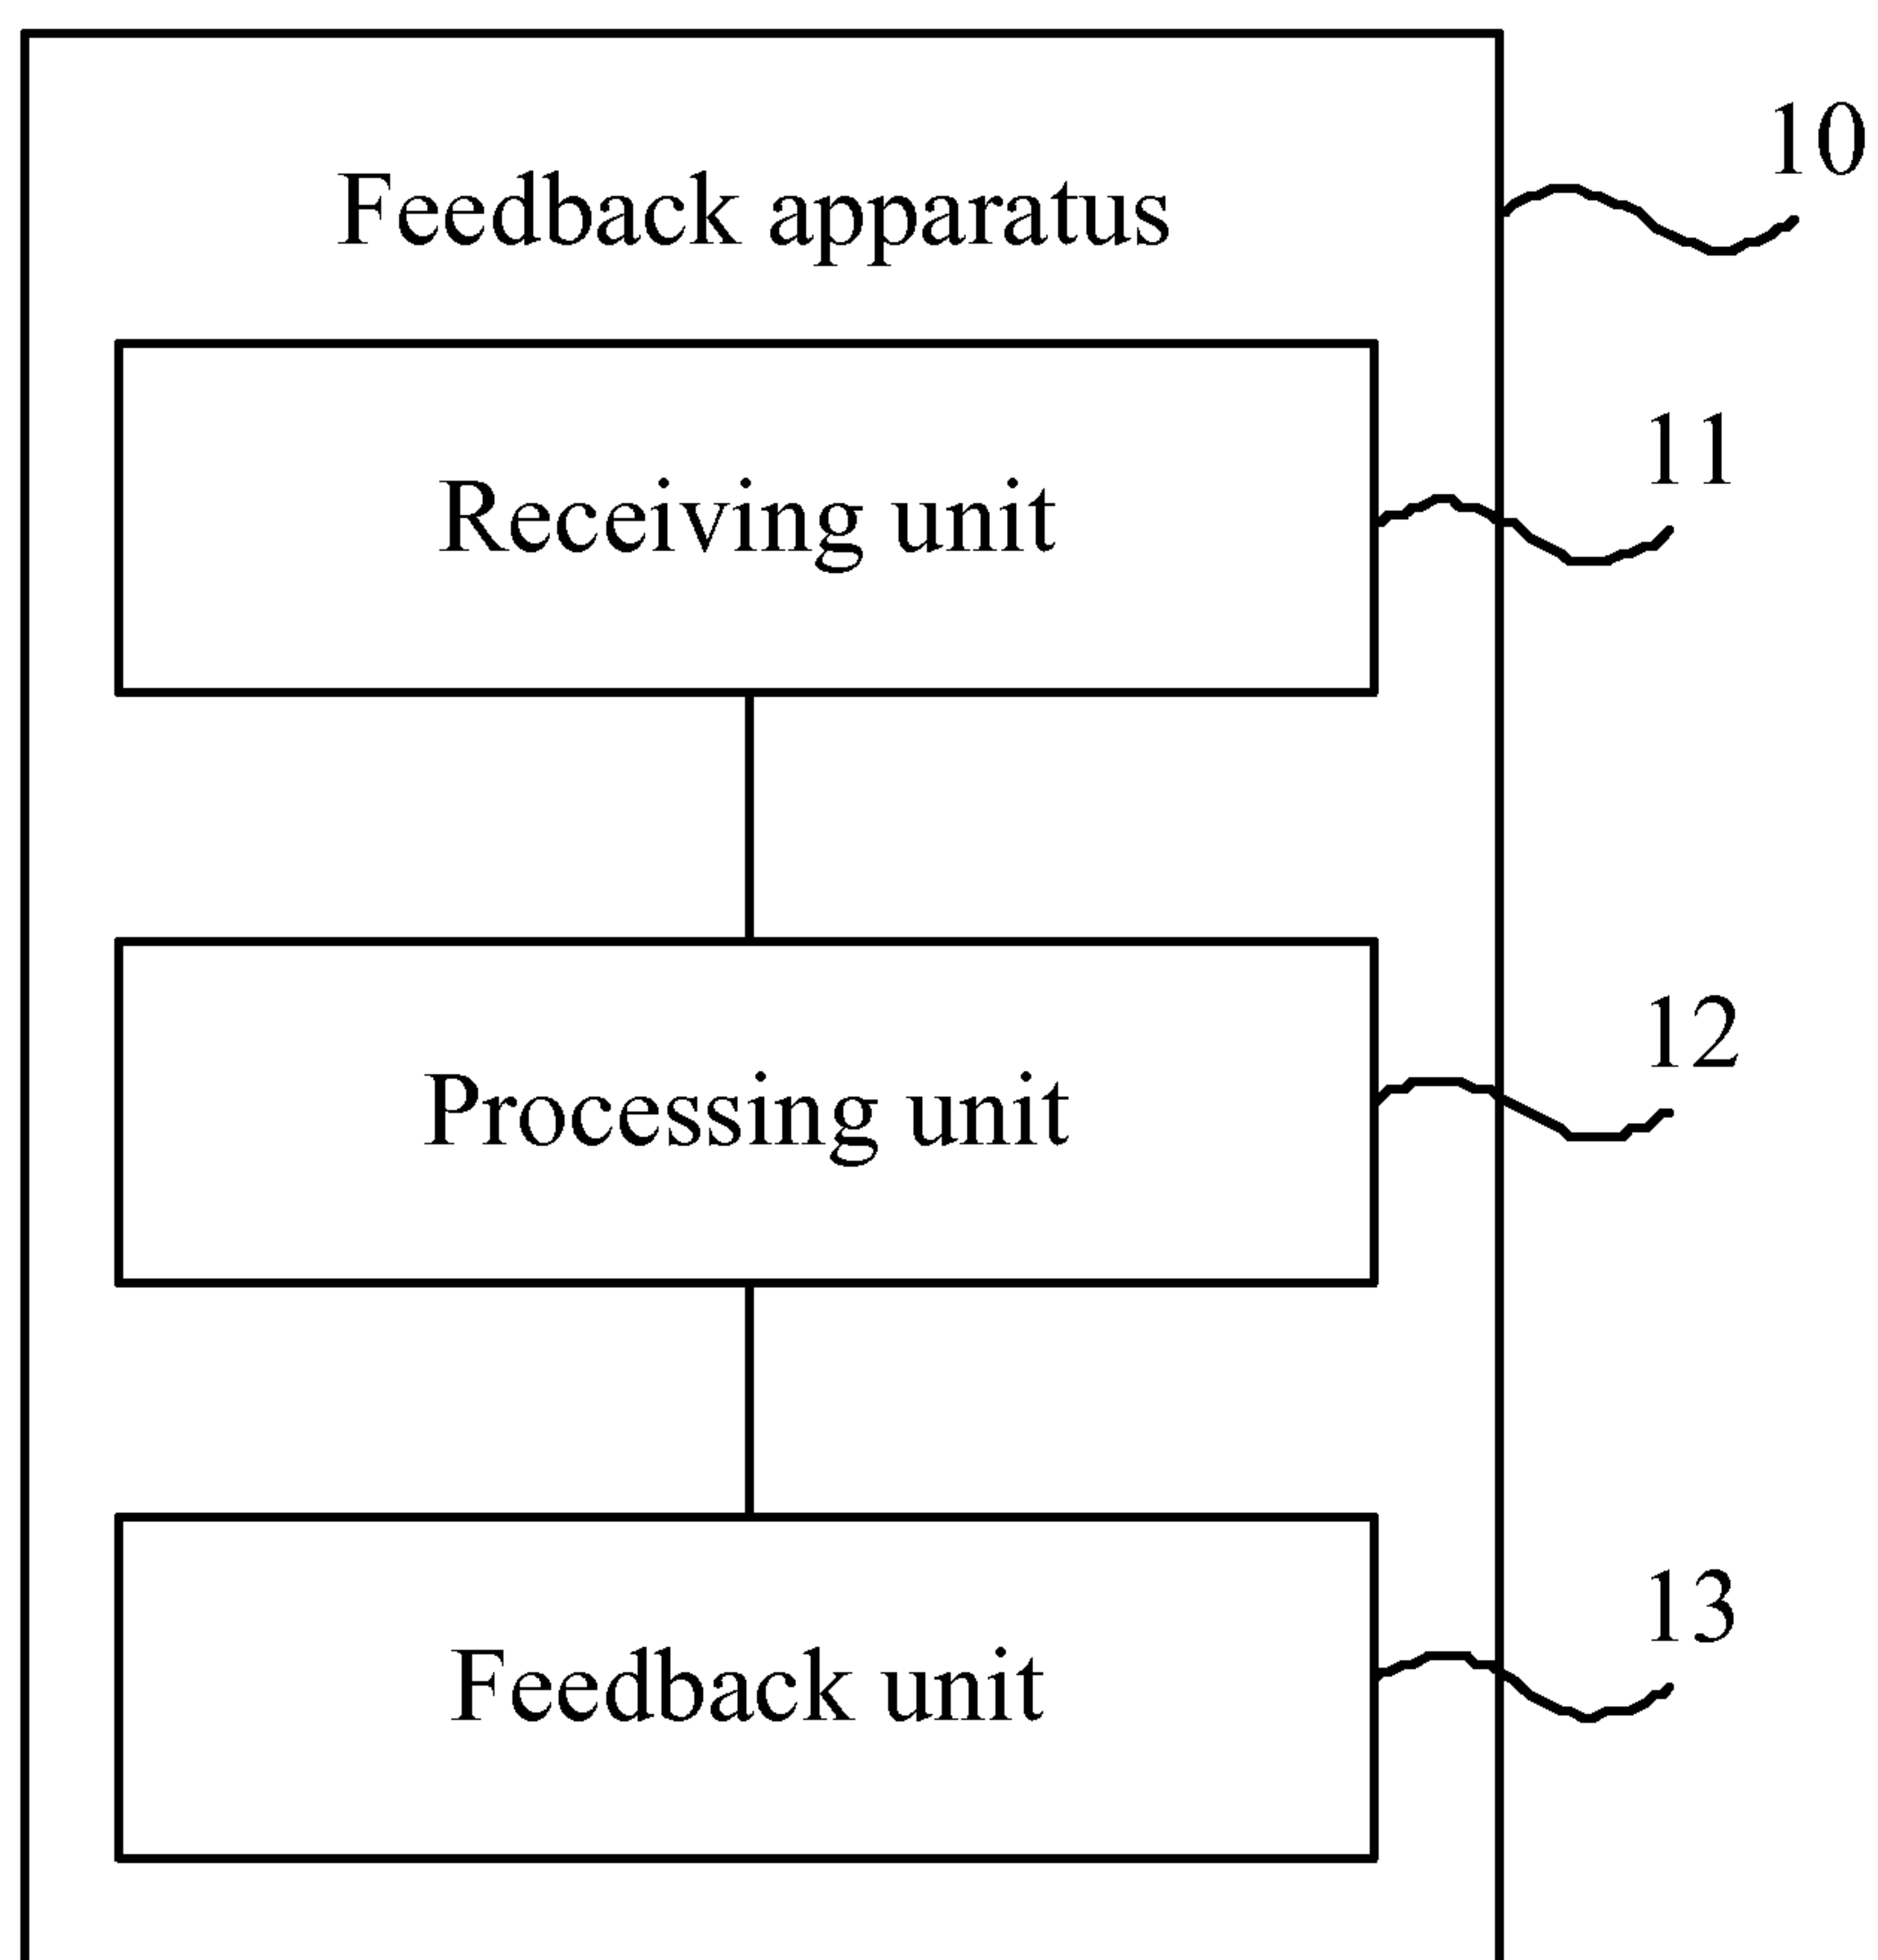 10
Feedback apparatus
11
Receiving unit
12
Processing unit
13
Feedback unit